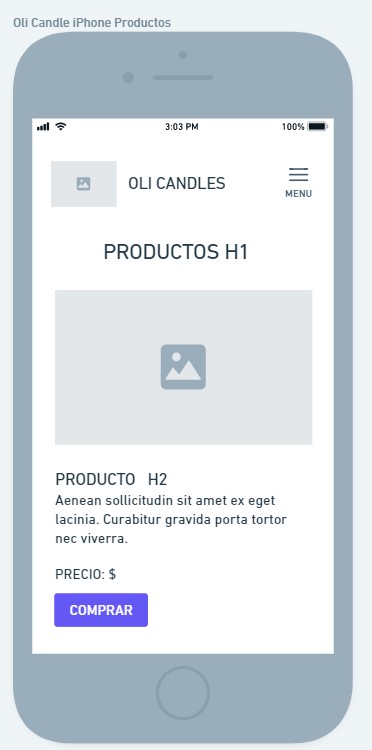 Oli Candle iPhone Productos
3:03 PM
100%
OLI CANDLES
MENU
PRODUCTOS H1
PRODUCTO H2
Aenean sollicitudin sit amet ex eget
lacinia. Curabitur gravida porta tortor
nec viverra.
PRECIO: $
COMPRAR